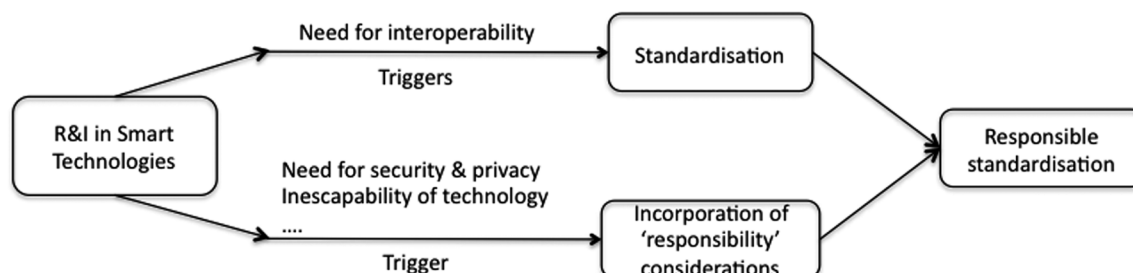 Need for interoperability
Triggers
Standardisation
R&I in Smart
Technologies
Responsible
standardisation
Need for security & privacy
Inescapability of technology
....
Trigger
Incorporation of
‘responsibility’
considerations